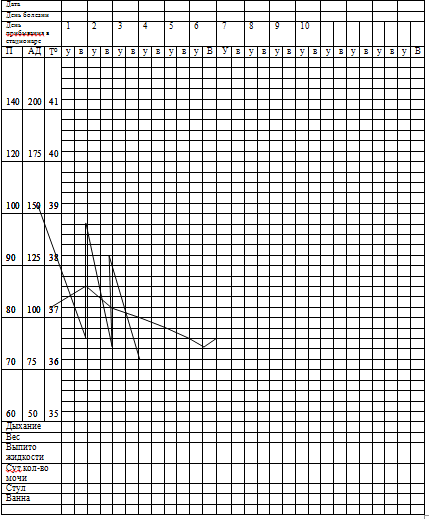 Дата
День болезни
День
прибывания в
стационаре
1 2 3 4 5 6 7 8 9 10
П АД Т° у в у в у в у в у в у В У в у в у в у в у в у в у в у В
140 200 41
120 175 40
100 150 39
90 125 38
80 100 37
70 75 36
60 50 35
Дыхание
Вес
Выпито
жидкости
Сут.кол-во
мочи
Стул
Ванна